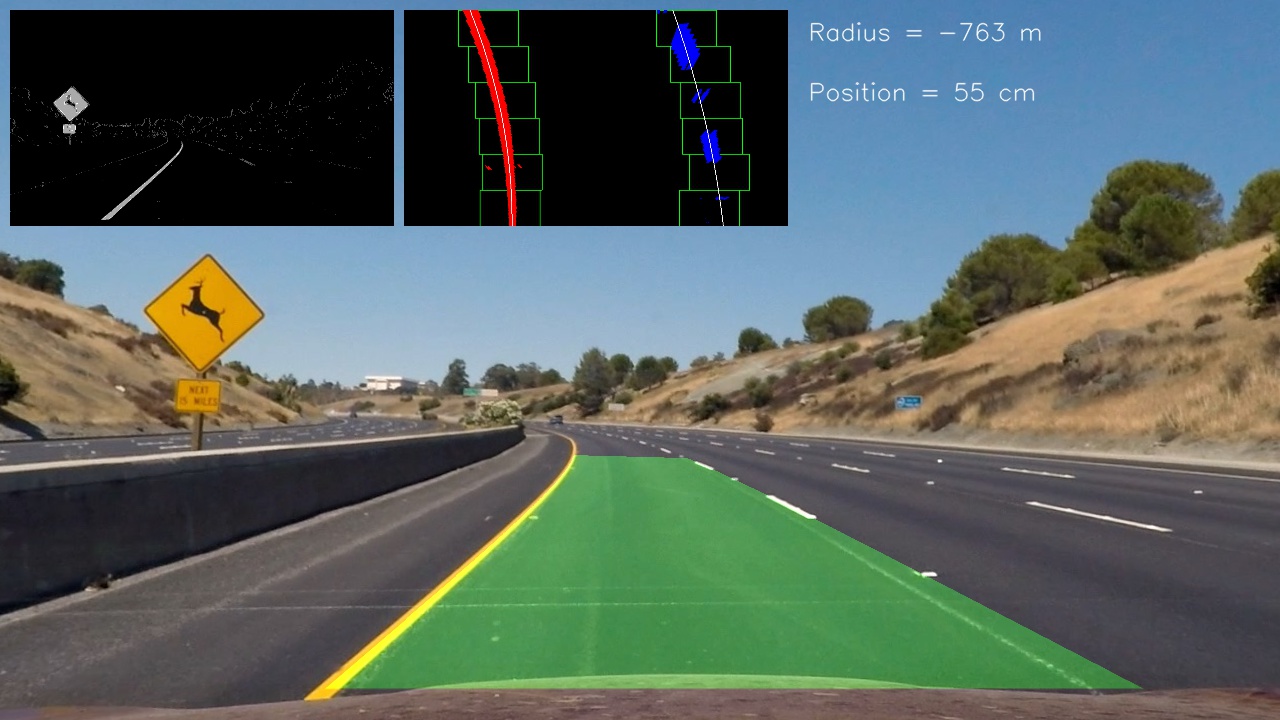 Radius = −763 m
Position = 55 cm
NEXT
15 MILES